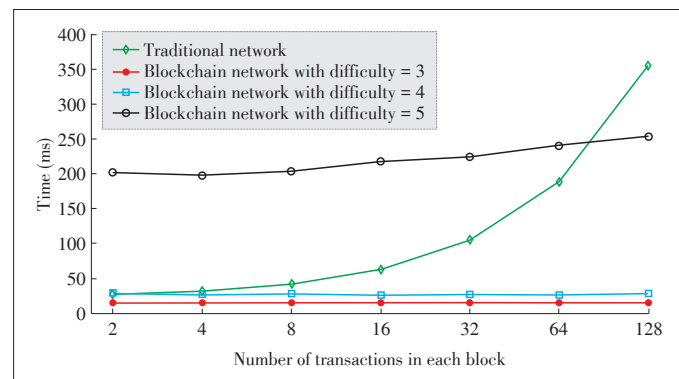 400
350
300
250
200
150
100
50
0
Time (ms)
Traditional network
Blockchain network with difficulty = 3
Blockchain network with difficulty = 4
Blockchain network with difficulty = 5
2 4 8 16 32 64 128
Number of transactions in each block